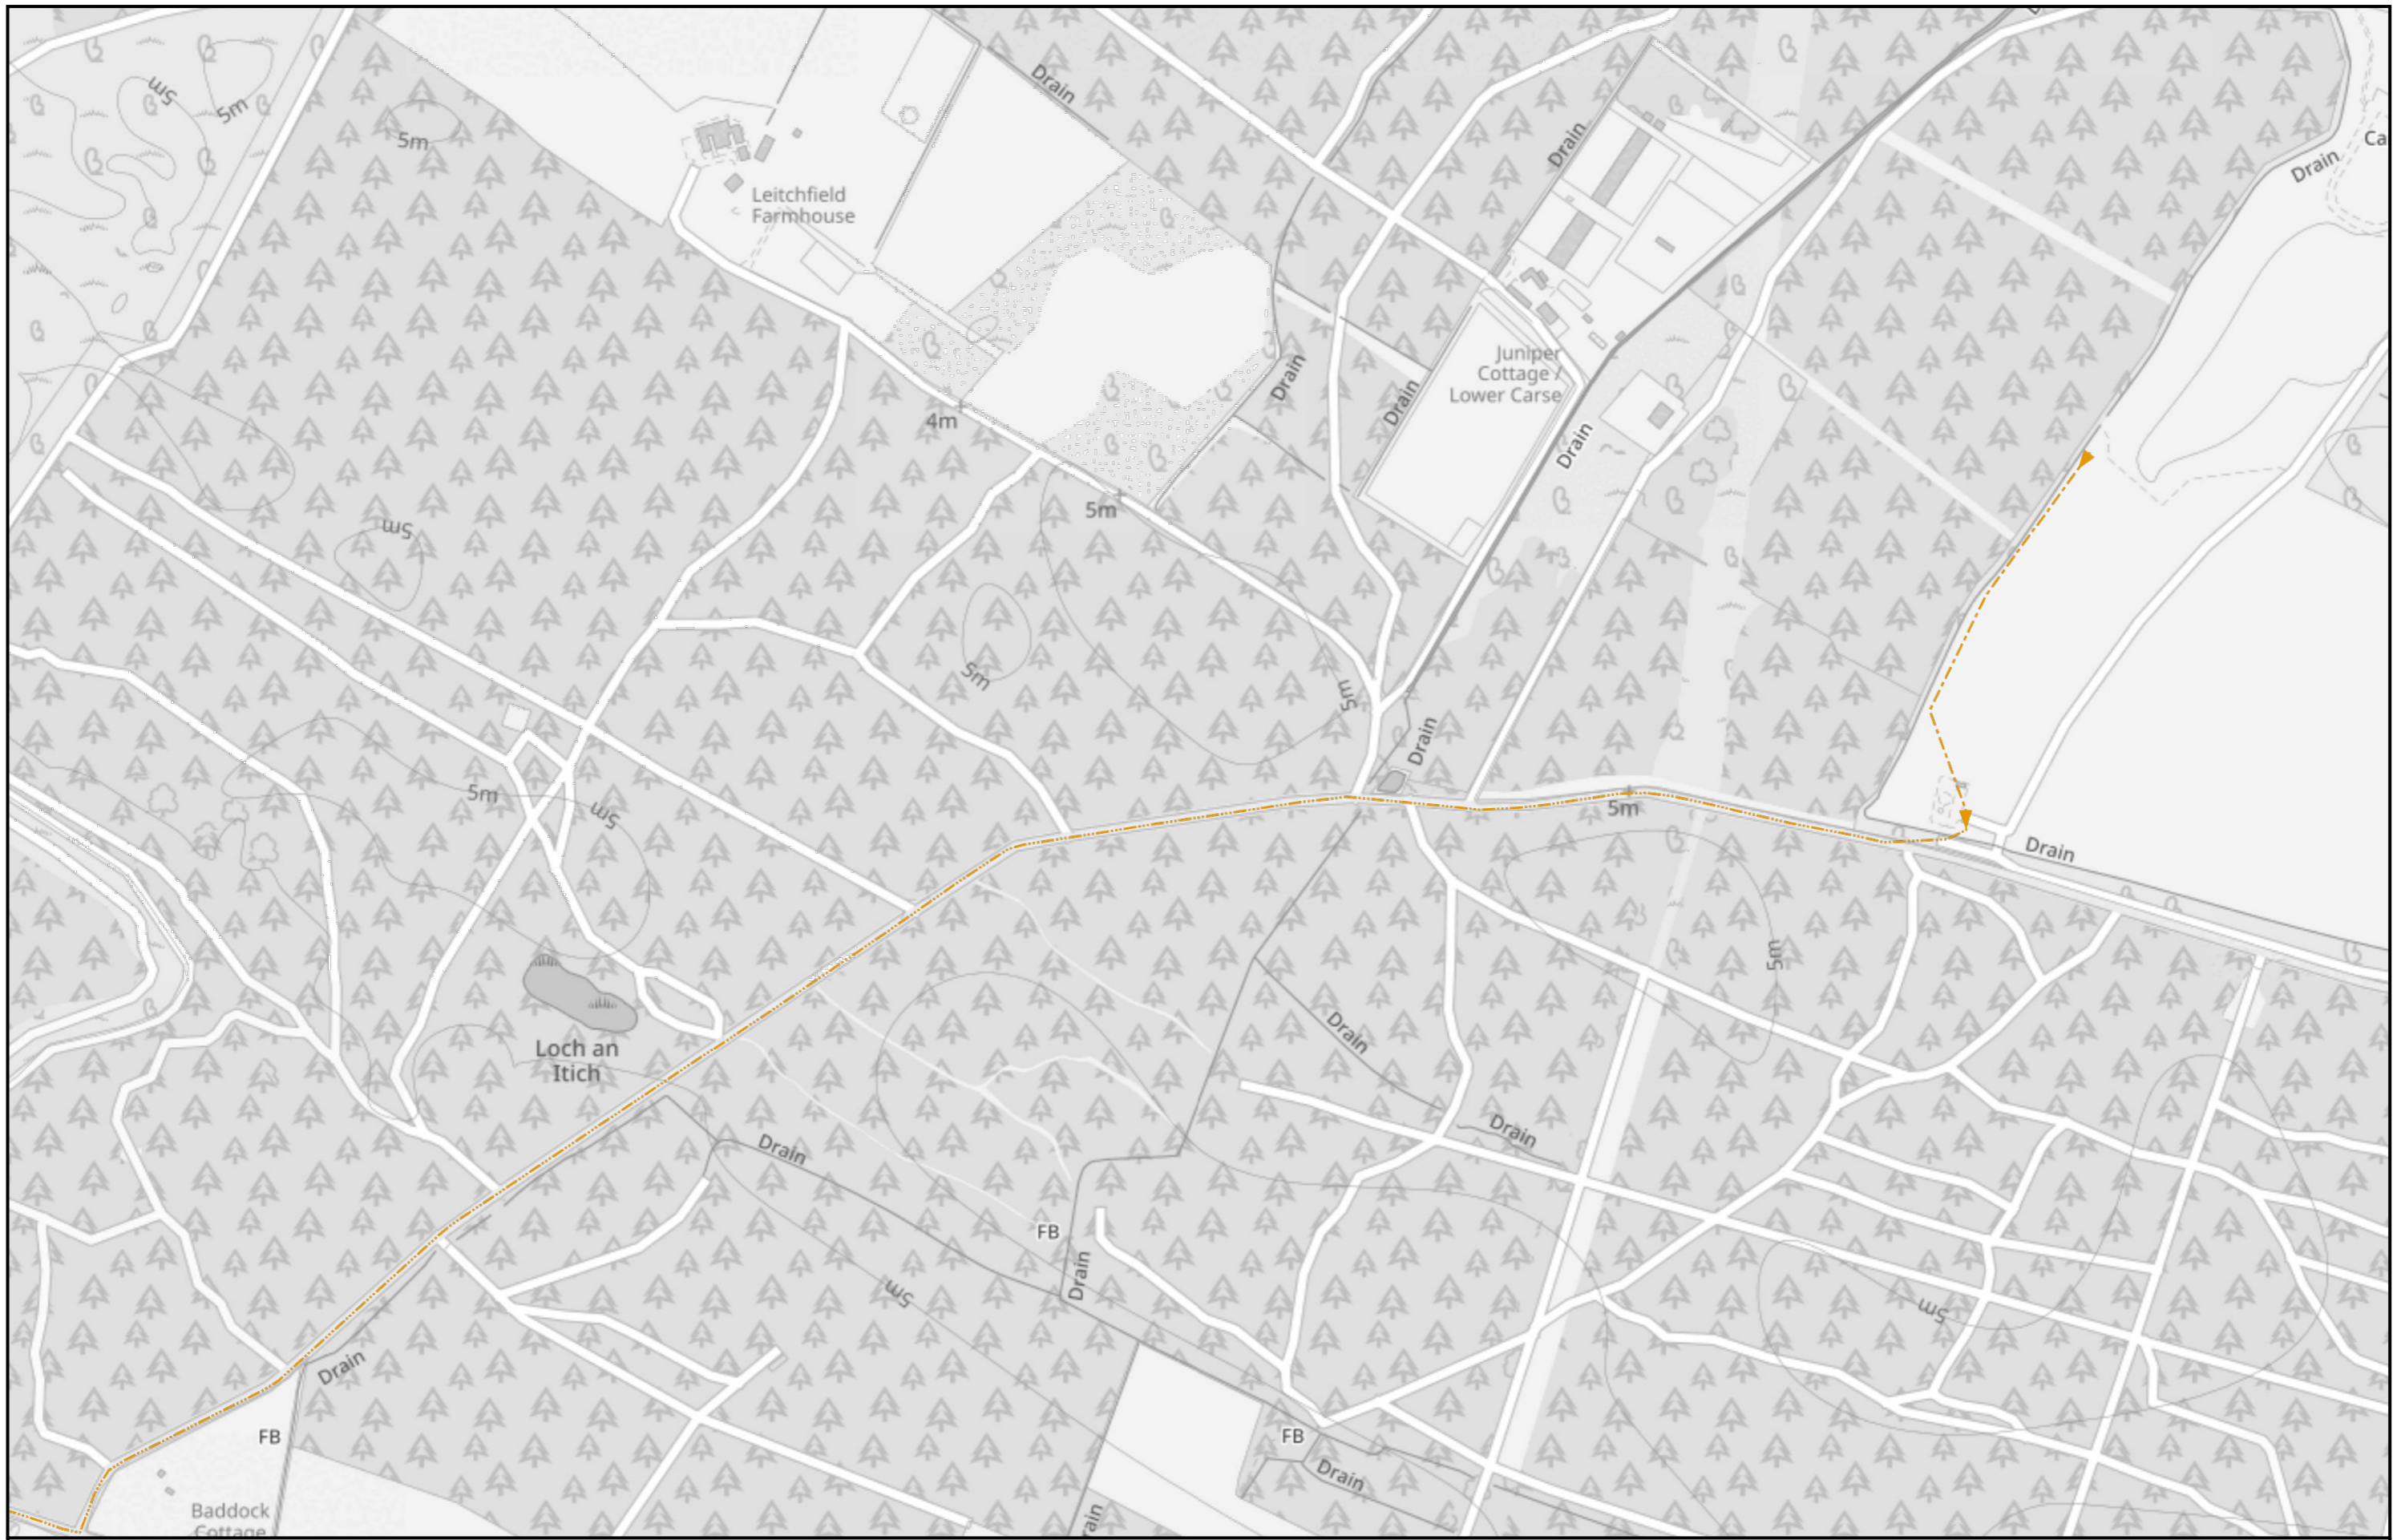 Drain
5m
5m
5m
Drain
Drain
Ca
Leitchfield
Farmhouse
Juniper
Cottage /
Lower Carse
Drain
Drain
4m
Drain
5m
5m
5m
5m
Drain
5m
5m
5m
Drain
5m
Drain
Loch an
Itich
Drain
Drain
FB
Drain
5m
5m
Drain
FB
FB
Drain
Baddock
Cottage